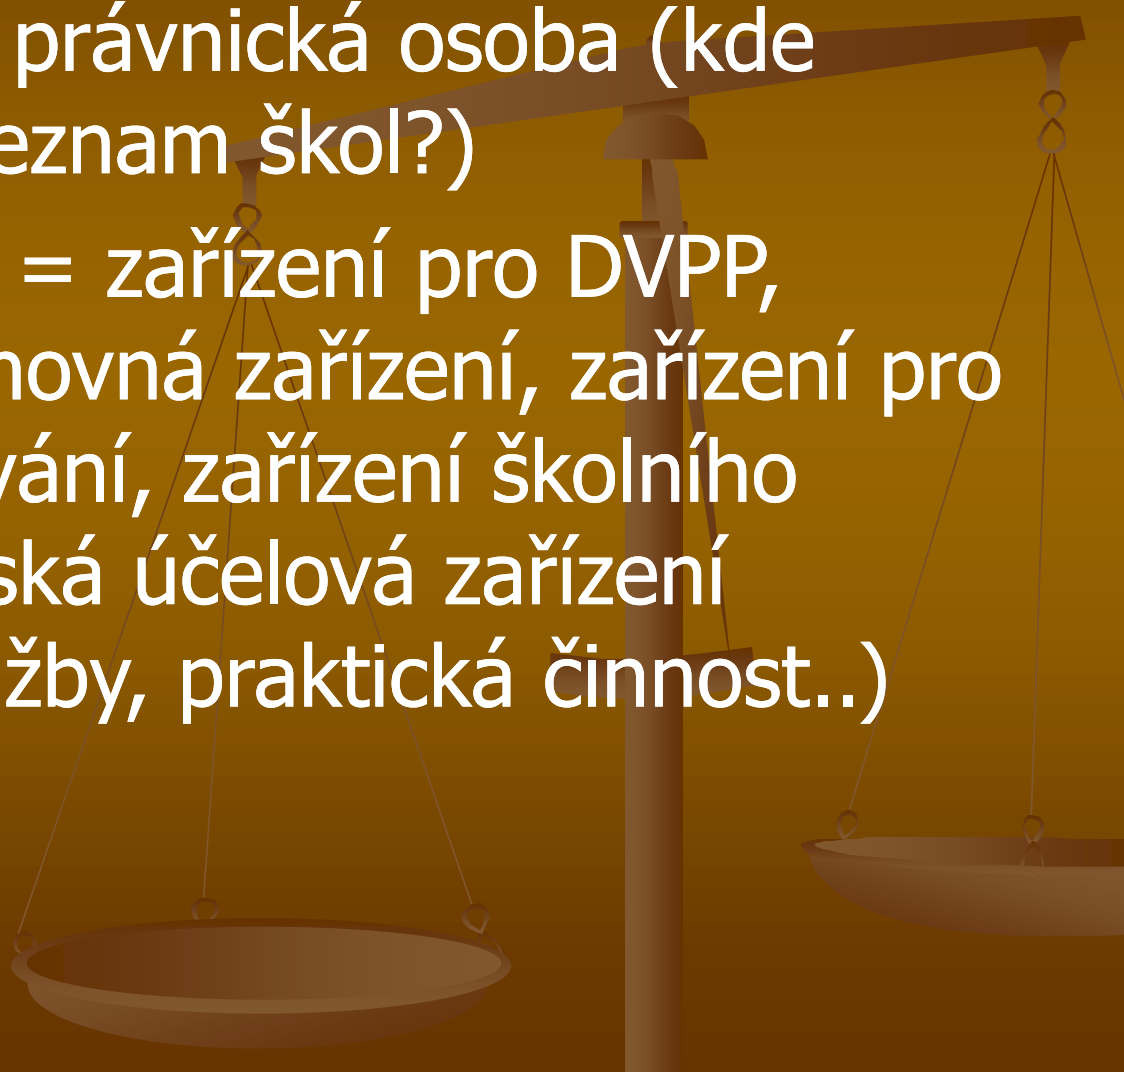 právnická osoba (kde
eznam škol?)
= zařízení pro DVPP,
hovná zařízení, zařízení pro
vání, zařízení školního
ská účelová zařízení
žby, praktická činnost..)